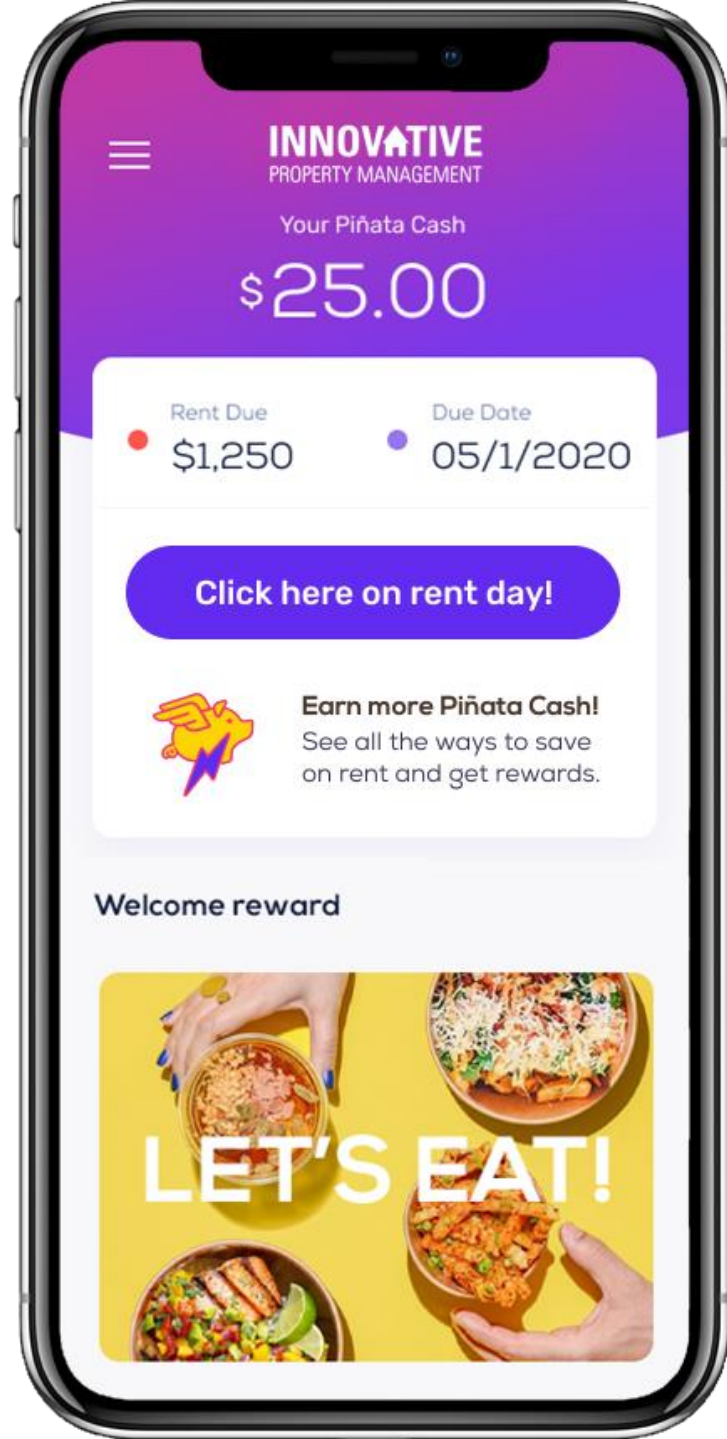 INNOVATIVE
PROPERTY MANAGEMENT
Your Piñata Cash
$25.00
Rent Due
$1,250
Due Date
05/1/2020
Click here on rent day!
Earn more Piñata Cash!
See all the ways to save
on rent and get rewards.
Welcome reward
LET'S EAT!